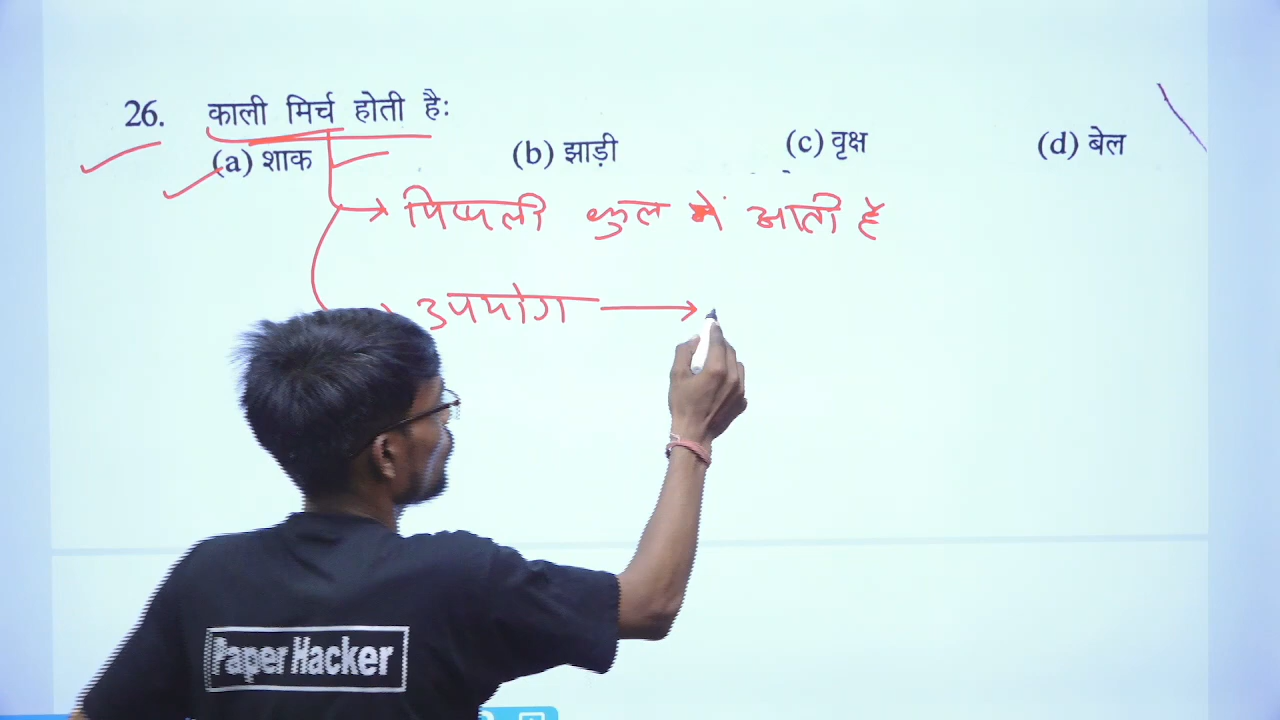 26. काली मिर्च होती है:
(a) शाक (b) झाड़ी (c) वृक्ष (d) बेल
पिप्पली कुल में आती है
उपयोग
Paper Hacker